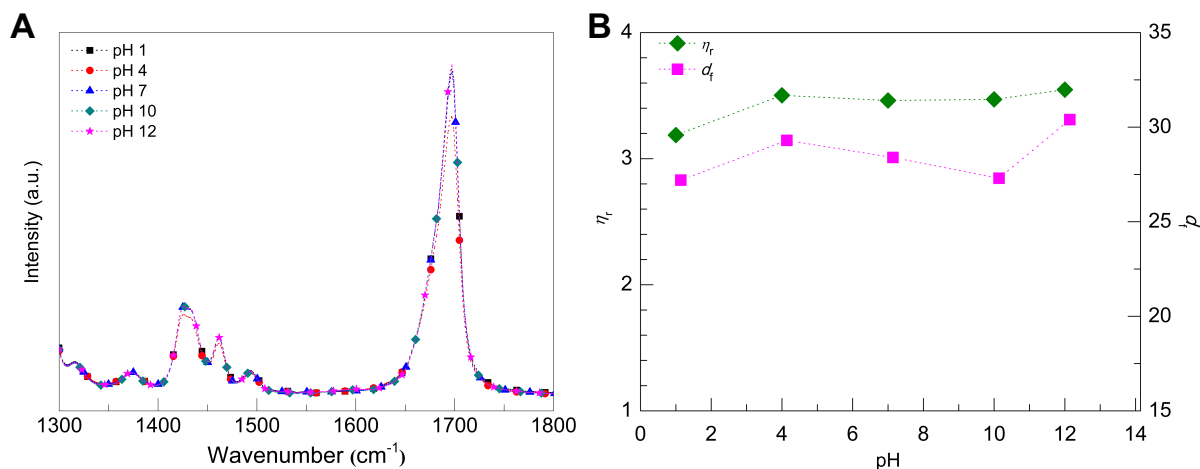 A
pH 1
pH 4
pH 7
pH 10
pH 12
Intensity (a.u.)
1300 1400 1500 1600 1700 1800
Wavenumber (cm⁻¹)
B
ηr
df
4
3
2
1
ηr
35
30
25
20
15
df
0 2 4 6 8 10 12 14
pH